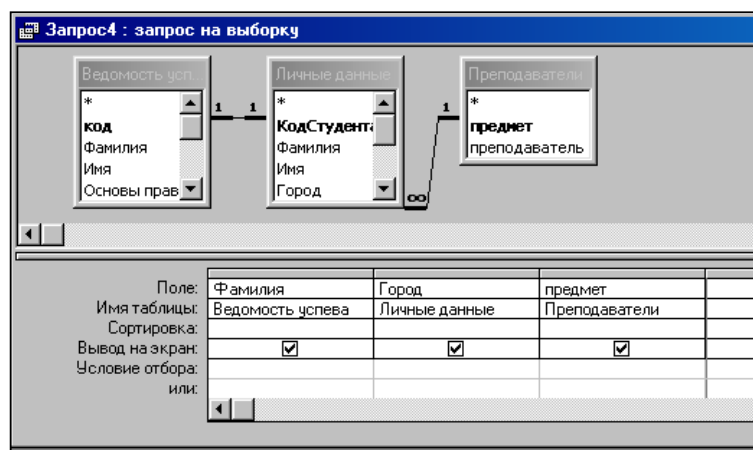 Запрос4 : запрос на выборку
Ведомость усп... Личные данные Преподаватели
* * *
код КодСтудента предмет
Фамилия Фамилия преподаватель
Имя Имя
Основы прав Город
1 1 1 ∞
Поле: Фамилия Город предмет
Имя таблицы: Ведомость успева Личные данные Преподаватели
Сортировка:
Вывод на экран:
Условие отбора:
или: